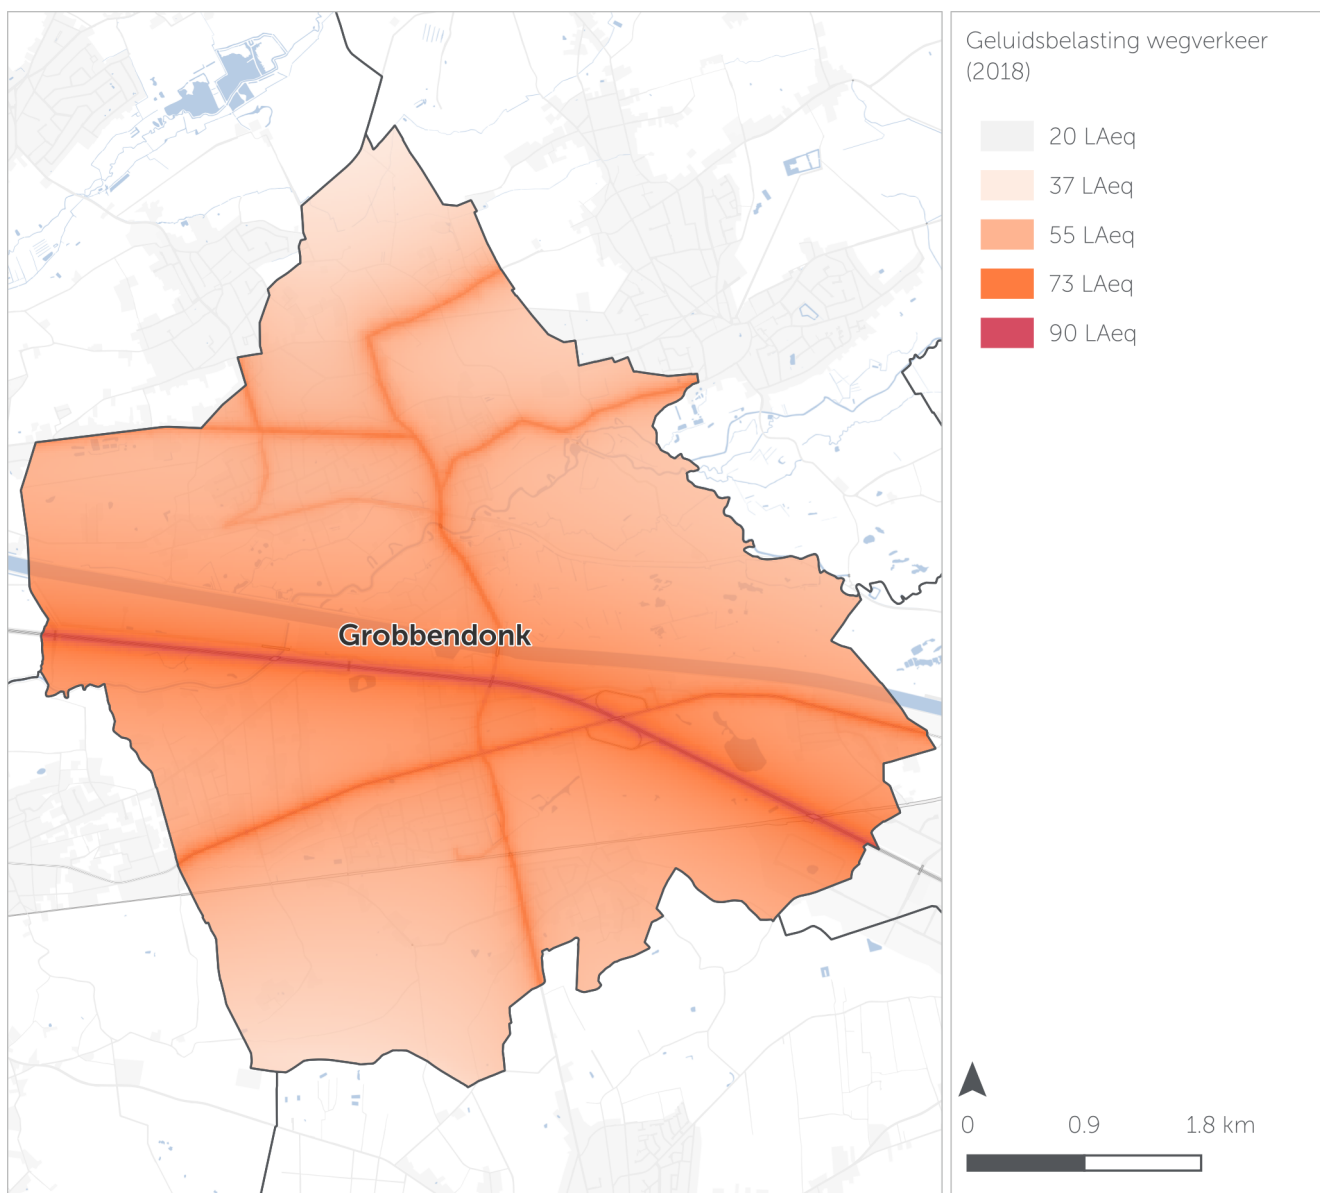 Geluidsbelasting wegverkeer
(2018)
20 LAeq
37 LAeq
55 LAeq
73 LAeq
90 LAeq
Grobbendonk
0 0.9 1.8 km